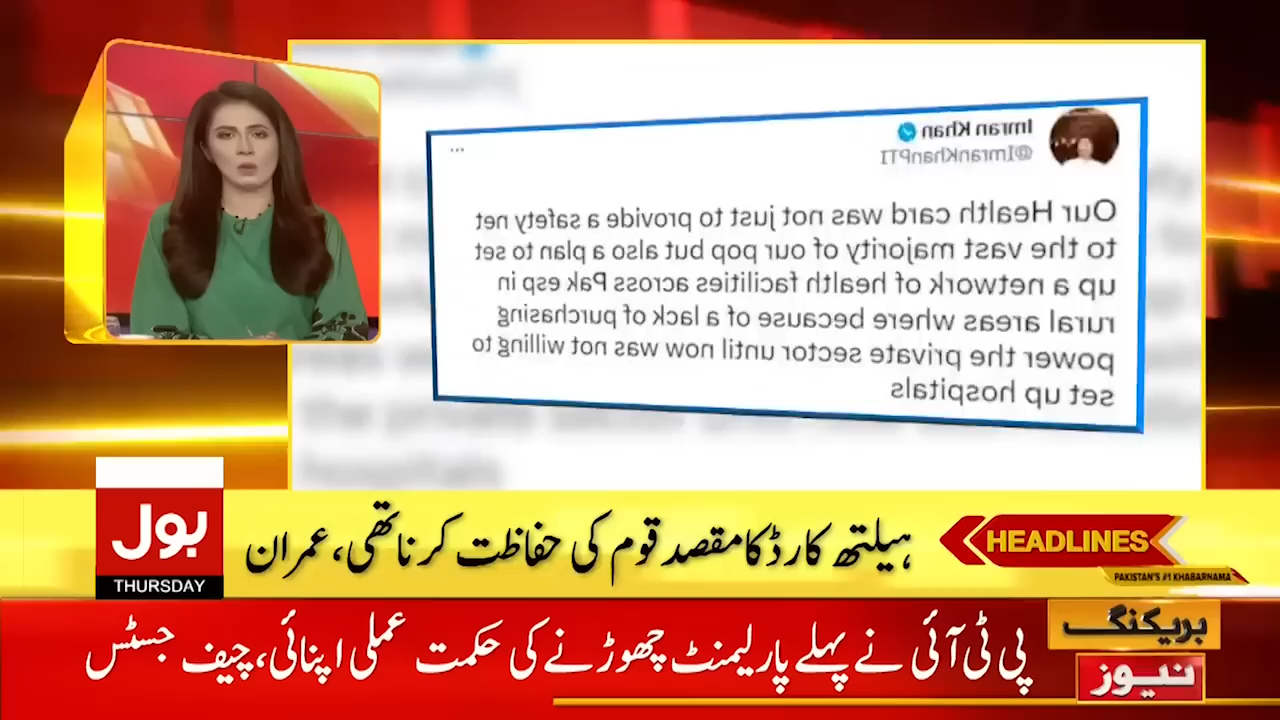 Imran Khan
@ImranKhanPTI
Our Health card was not just to provide a safety net
to the vast majority of our pop but also a plan to set
up a network of health facilities across Pak esp in
rural areas where because of a lack of purchasing
power the private sector until now was not willing to
set up hospitals
بول
THURSDAY
ہیلتھ کارڈ کا مقصد قوم کی حفاظت کرنا تھی، عمران
HEADLINES
PAKISTAN'S #1 KHABARNAMA
پی ٹی آئی نے پہلے پارلیمنٹ چھوڑنے کی حکمت عملی اپنائی، چیف جسٹس
بریکنگ
نیوز